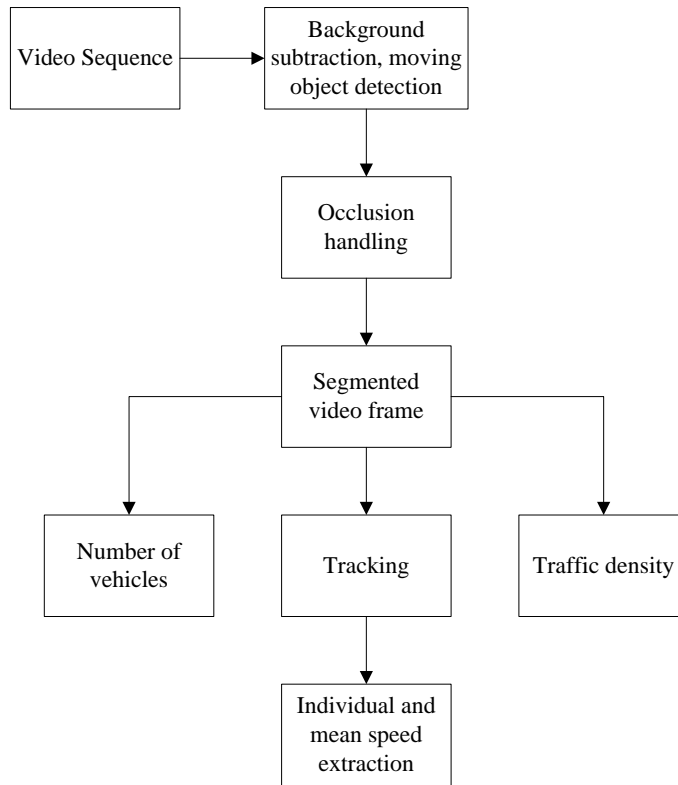 Video Sequence
Background
subtraction, moving
object detection
Occlusion
handling
Segmented
video frame
Number of
vehicles
Tracking
Traffic density
Individual and
mean speed
extraction